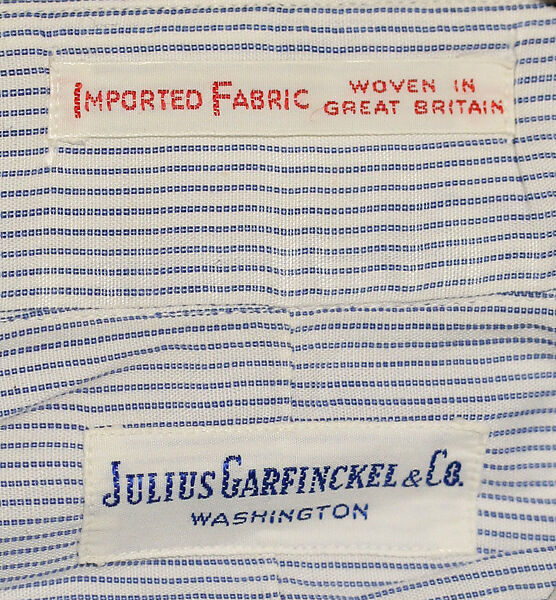 IMPORTED FABRIC WOVEN IN
GREAT BRITAIN
JULIUS GARFINCKEL & CO.
WASHINGTON